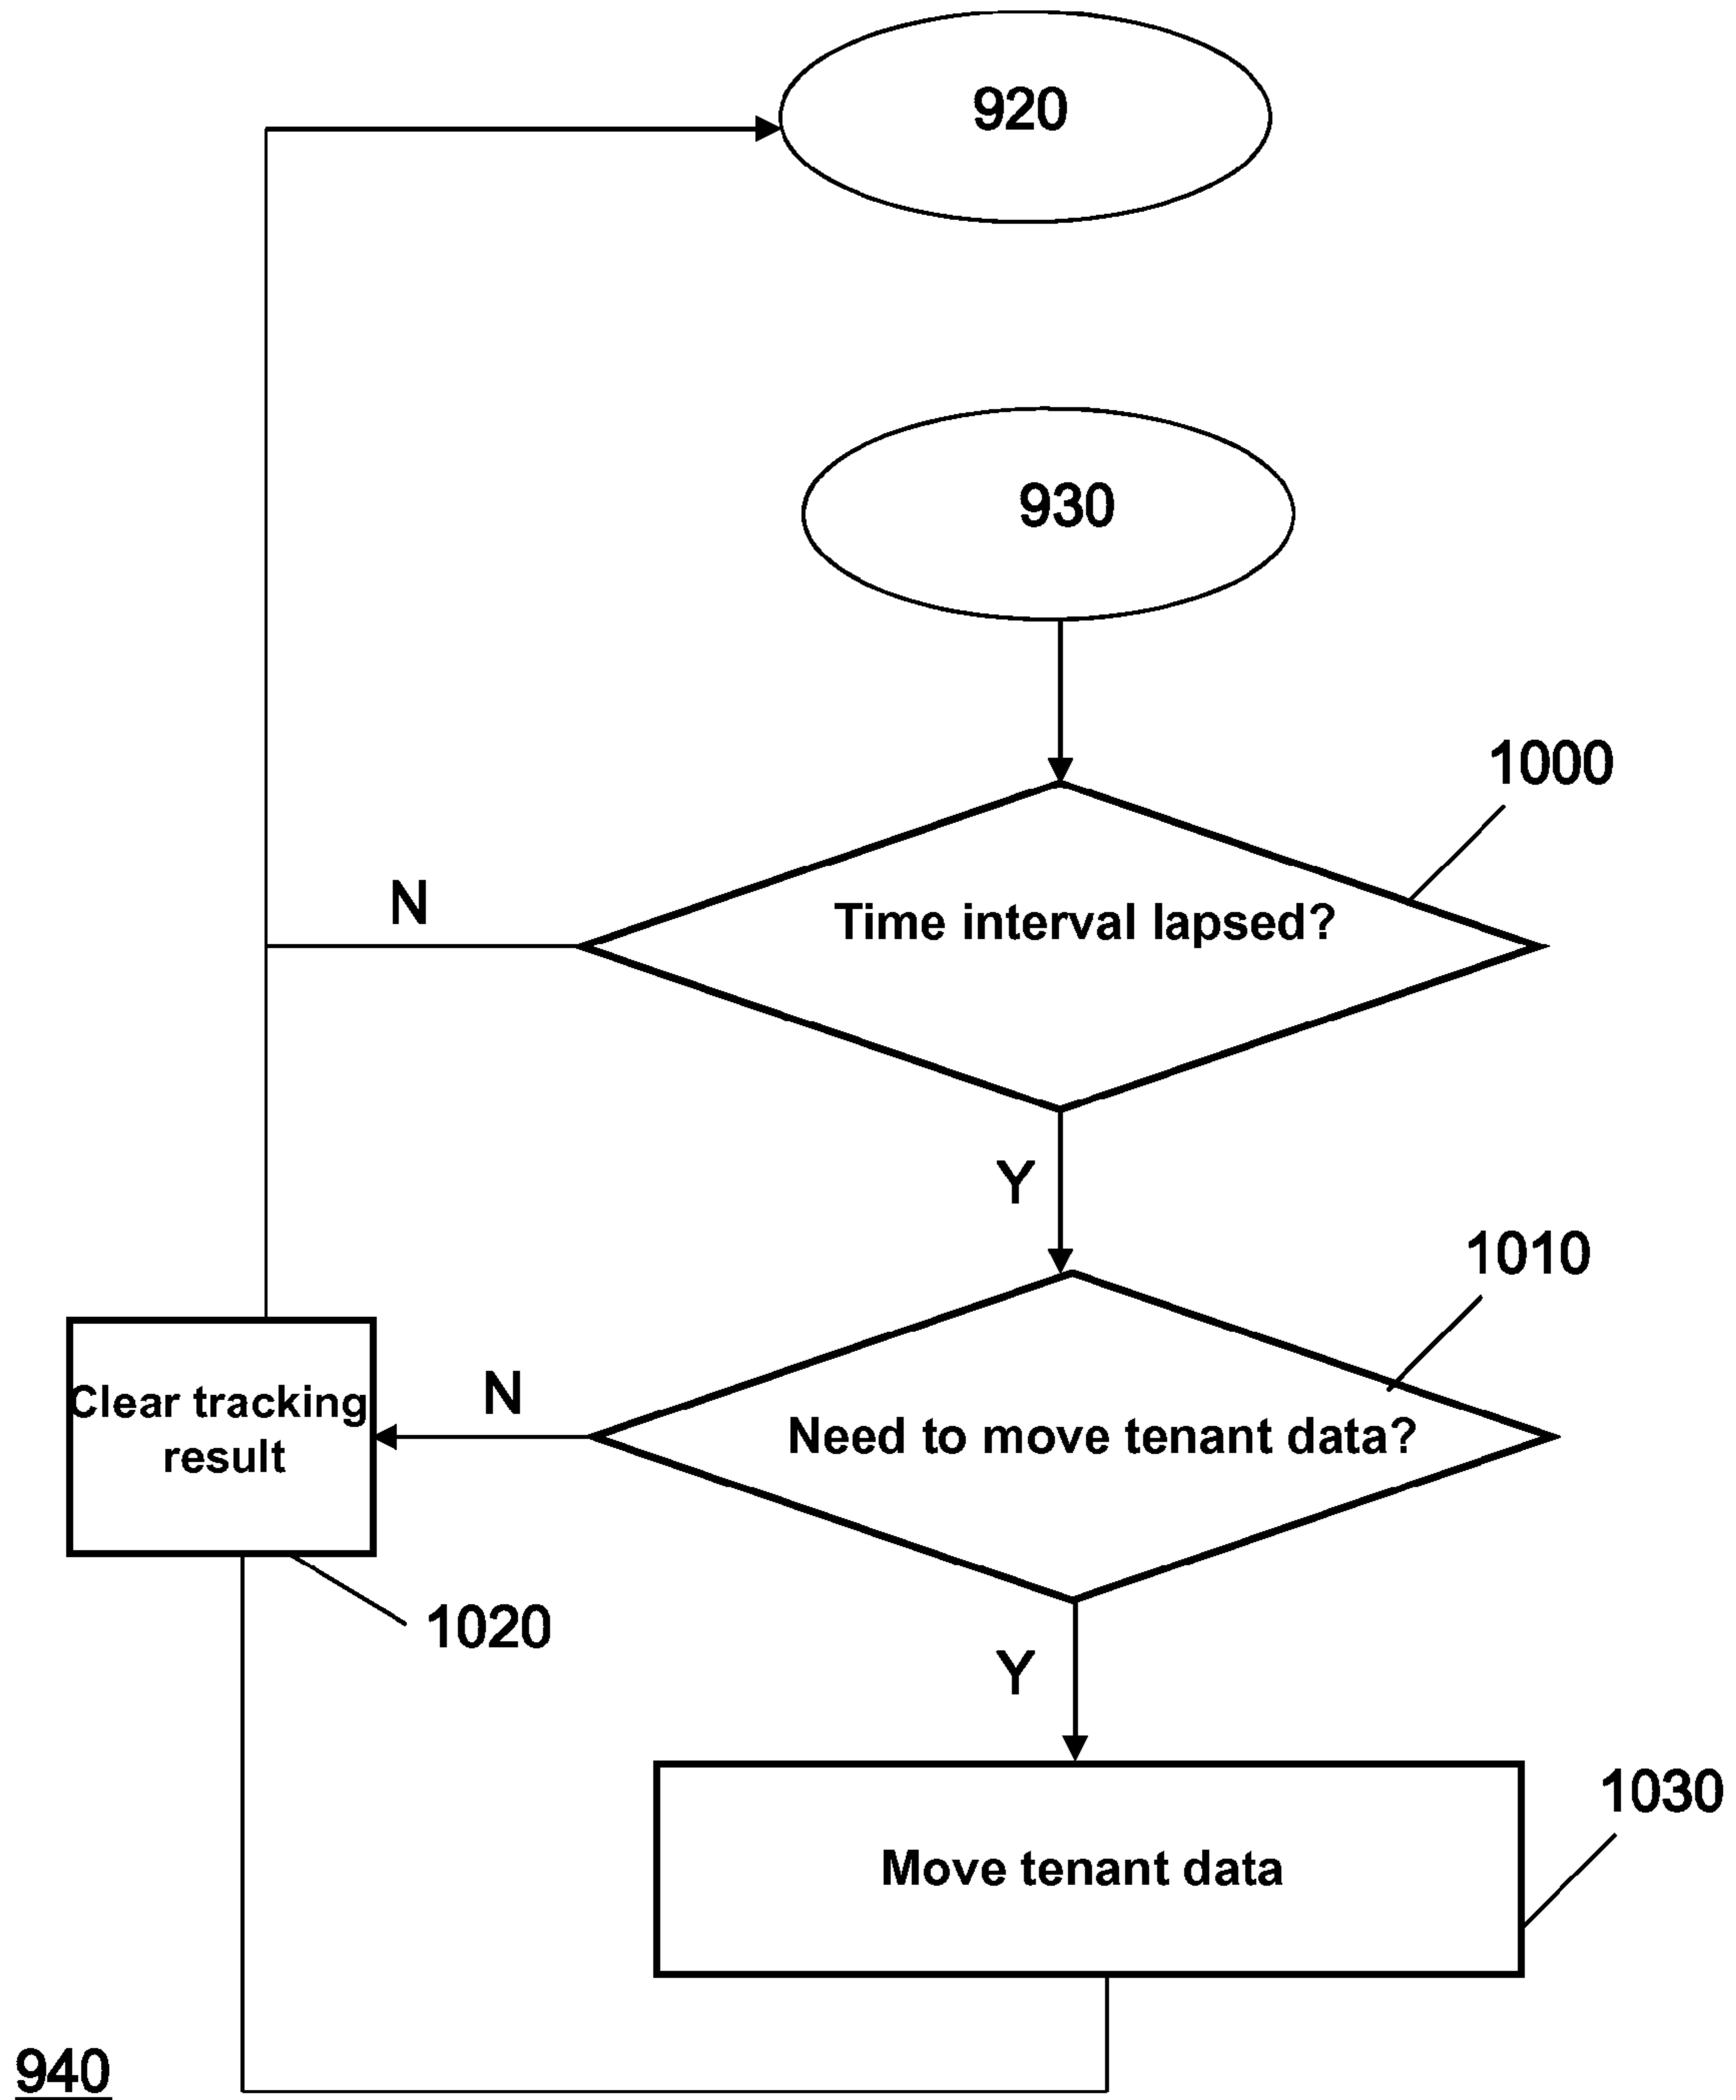 920
930
1000
Time interval lapsed?
N
Y
1010
Need to move tenant data?
N
Clear tracking
result
1020
Y
1030
Move tenant data
940